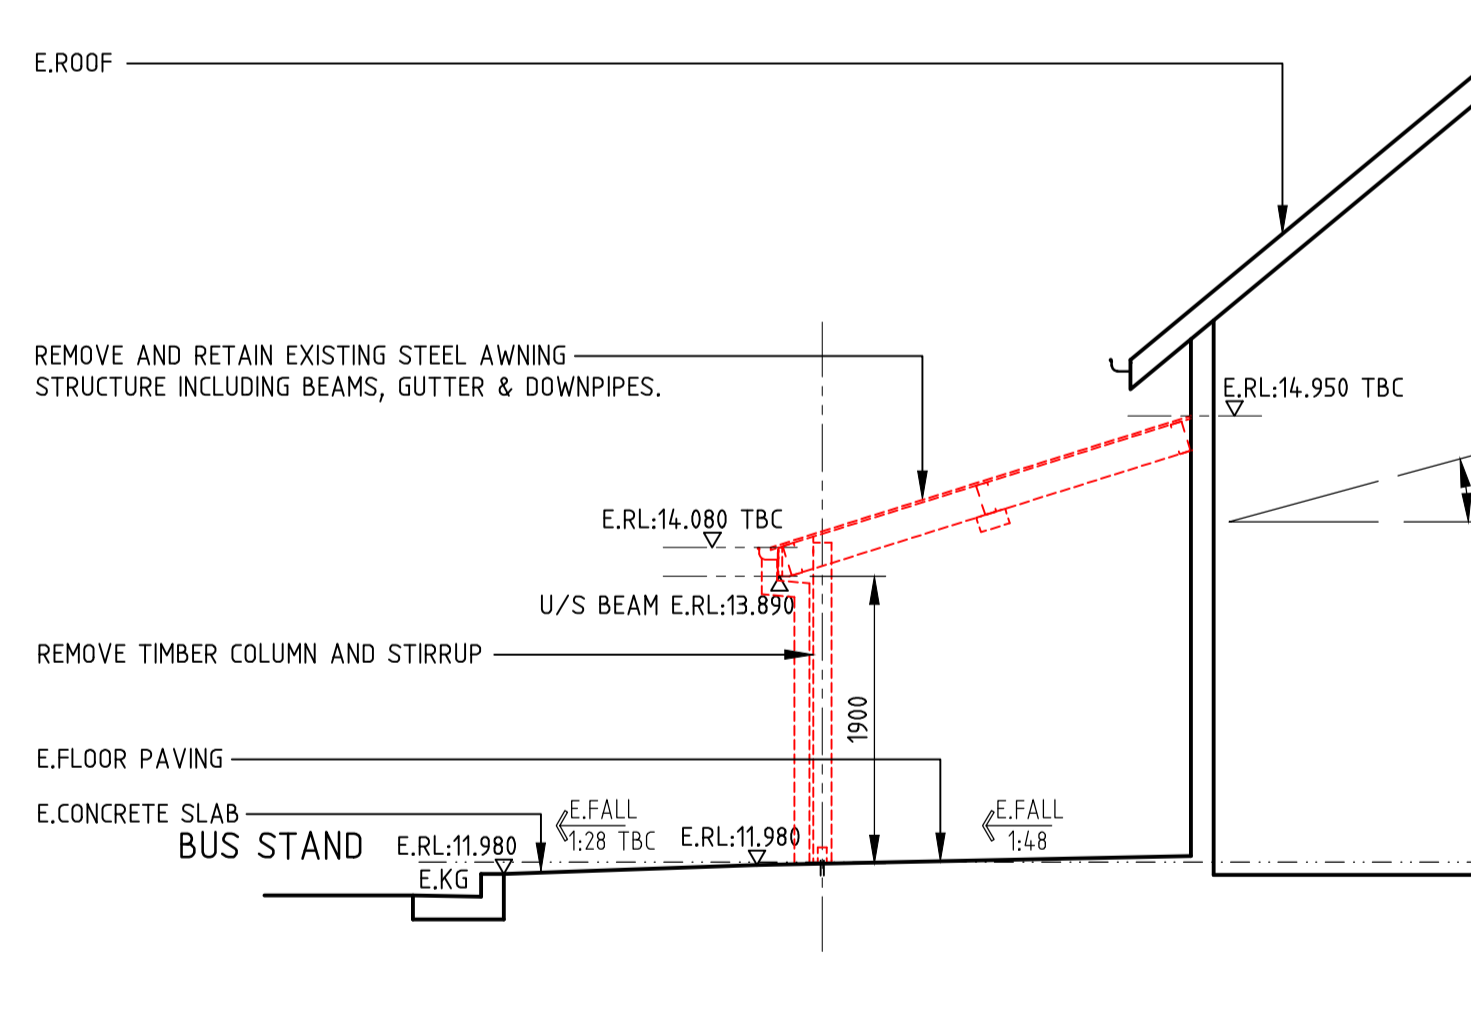 E.ROOF
REMOVE AND RETAIN EXISTING STEEL AWNING
STRUCTURE INCLUDING BEAMS, GUTTER & DOWNPIPES.
E.RL:14.950 TBC
E.RL:14.080 TBC
U/S BEAM E.RL:13.890
REMOVE TIMBER COLUMN AND STIRRUP
1900
E.FLOOR PAVING
E.CONCRETE SLAB
BUS STAND
E.RL:11.980
E.KG
E.FALL
1:28 TBC
E.RL:11.980
E.FALL
1:48